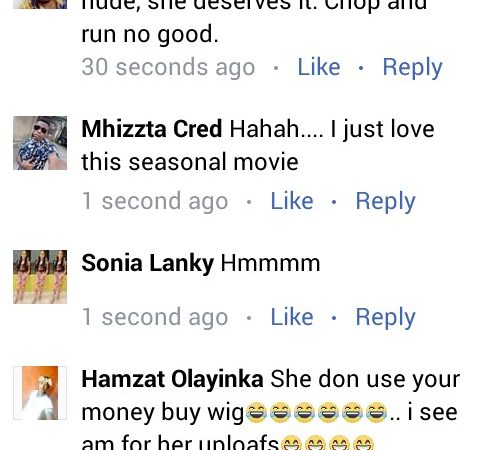 nude, she deserves it. Chop and
run no good.
30 seconds ago · Like · Reply
Mhizzta Cred Hahah.... I just love
this seasonal movie
1 second ago · Like · Reply
Sonia Lanky Hmmmm
1 second ago · Like · Reply
Hamzat Olayinka She don use your
money buy wig😂😂😂😂😂😂.. i see
am for her uploafs😂😂😂😂